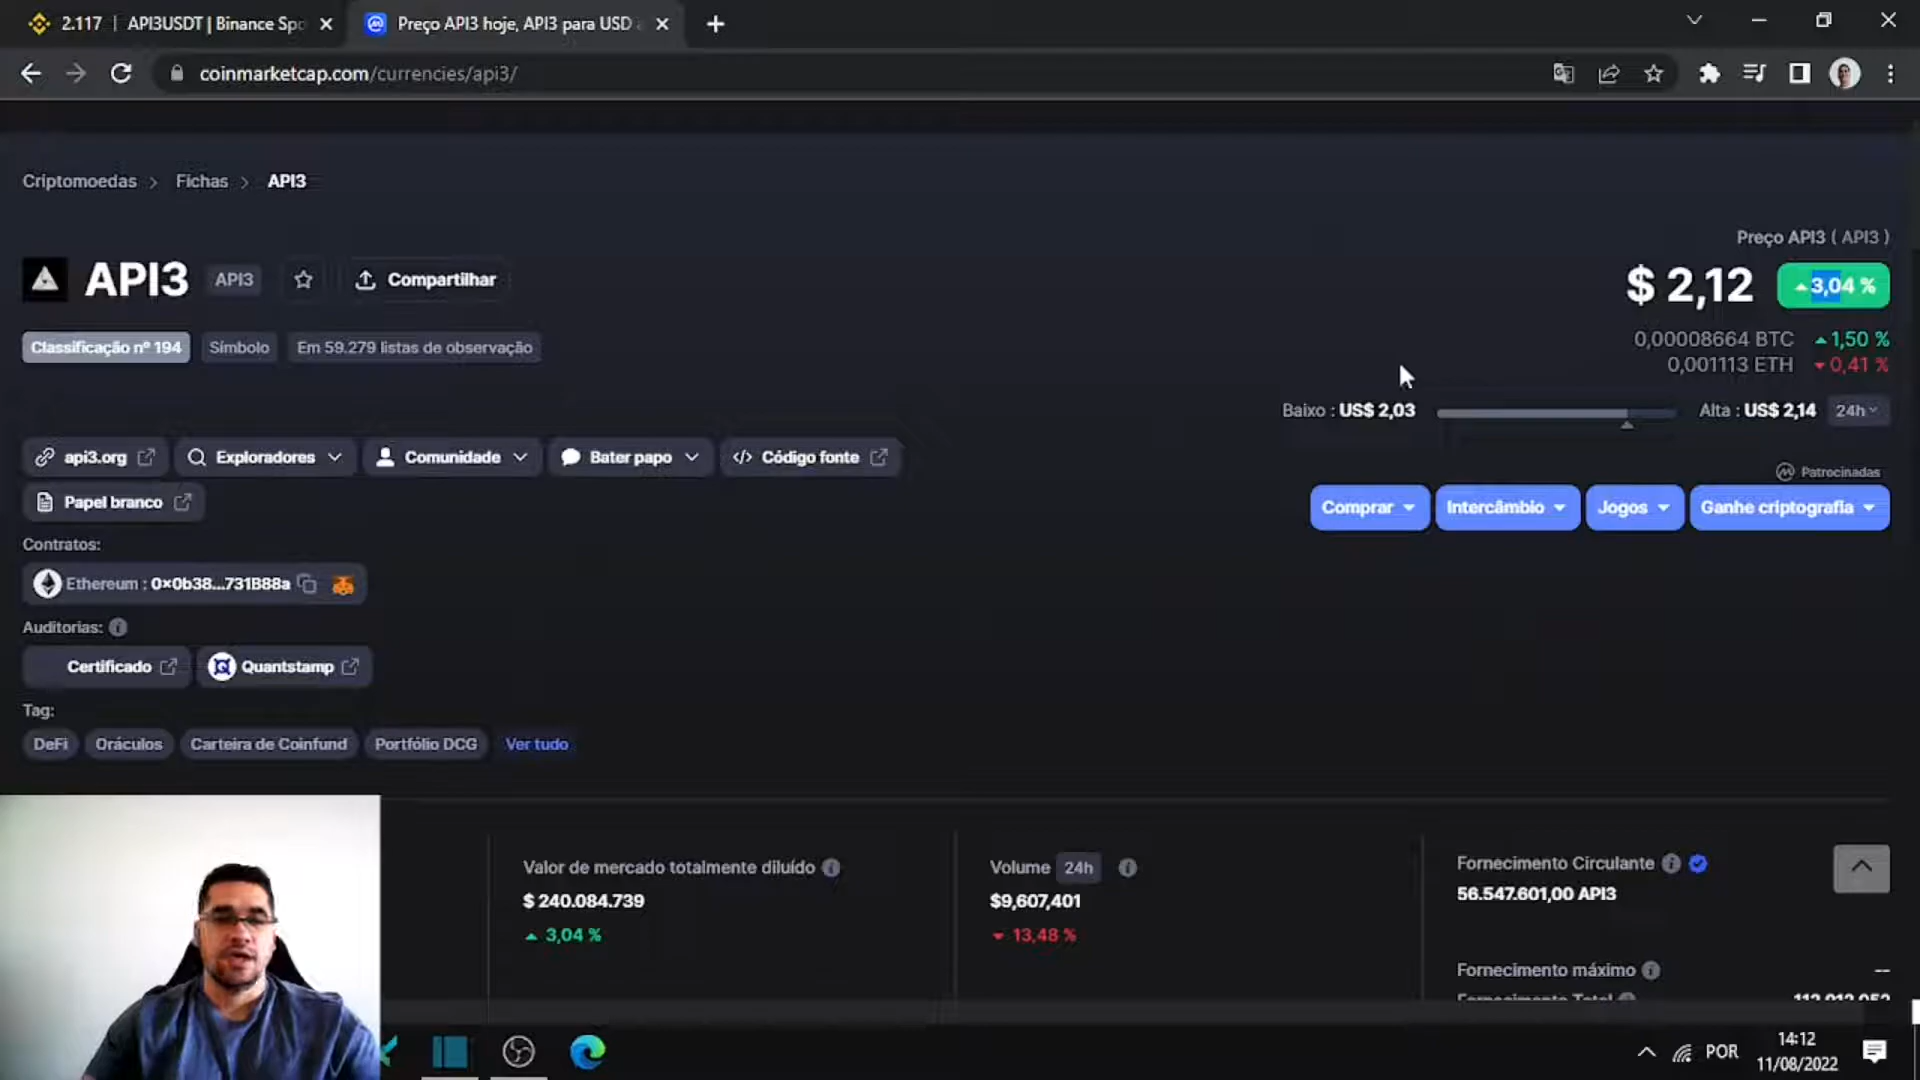 2.117 | API3USDT | Binance Spo
Preço API3 hoje, API3 para USD
coinmarketcap.com/currencies/api3/
Criptomoedas > Fichas > API3
Preço API3 ( API3 )
API3 API3 Compartilhar
$ 2,12 3,04 %
Classificação nº 194 Símbolo Em 59.279 listas de observação
0,00008664 BTC 1,50 %
0,001113 ETH 0,41 %
Baixo : US$ 2,03 Alta : US$ 2,14 24h
api3.org Exploradores Comunidade Bater papo Código fonte
Patrocinadas
Papel branco
Comprar Intercâmbio Jogos Ganhe criptografia
Contratos:
Ethereum : 0x0b38...731B88a
Auditorias:
Certificado Quantstamp
Tag:
DeFi Oráculos Carteira de Coinfund Portfólio DCG Ver tudo
Valor de mercado totalmente diluído
$ 240.084.739
3,04 %
Volume 24h
$9,607,401
13,48 %
Fornecimento Circulante
56.547.601,00 API3
Fornecimento máximo --
Fornecimento Total
POR
14:12
11/08/2022